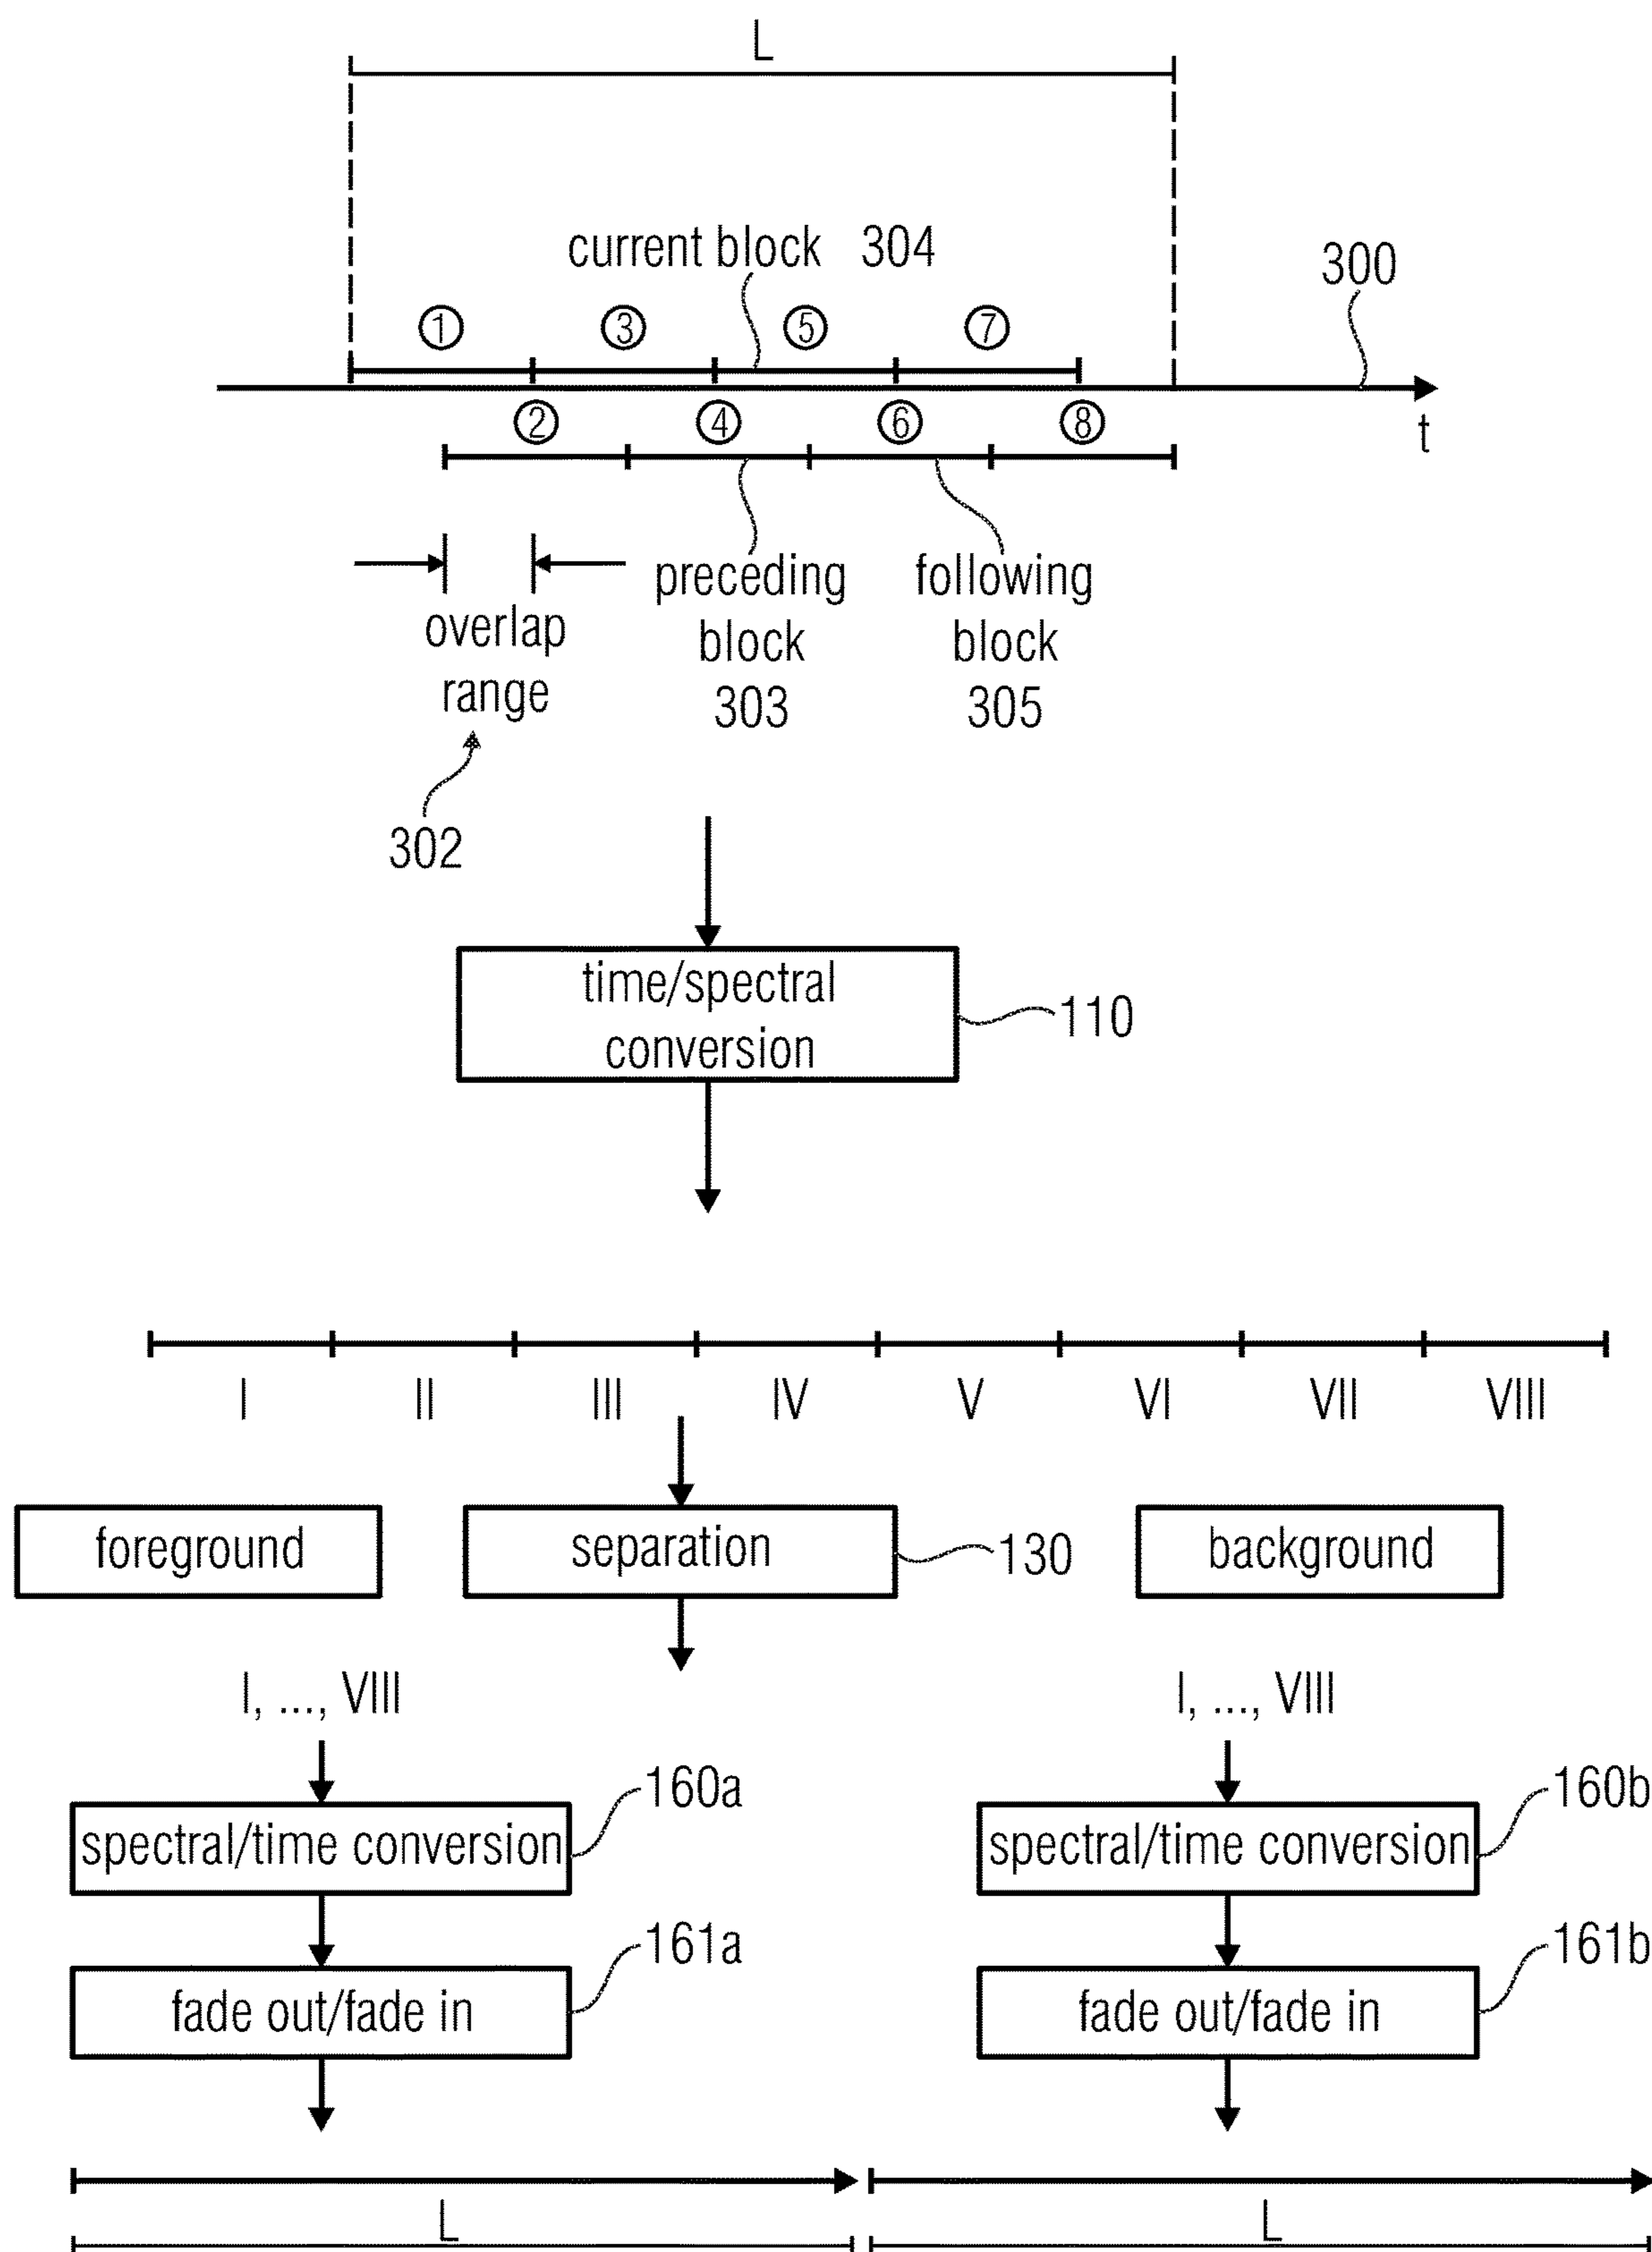 L
current block 304
300
① ③ ⑤ ⑦
② ④ ⑥ ⑧
t
overlap
range
302
preceding
block
303
following
block
305
time/spectral
conversion
110
I II III IV V VI VII VIII
foreground
separation
130
background
I, ..., VIII
I, ..., VIII
160a
160b
spectral/time conversion
spectral/time conversion
161a
161b
fade out/fade in
fade out/fade in
L
L